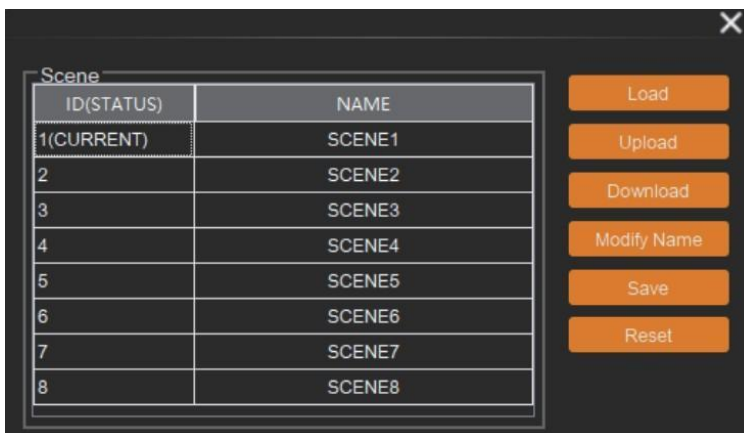 Scene
ID(STATUS) NAME
1(CURRENT) SCENE1
2 SCENE2
3 SCENE3
4 SCENE4
5 SCENE5
6 SCENE6
7 SCENE7
8 SCENE8
Load
Upload
Download
Modify Name
Save
Reset